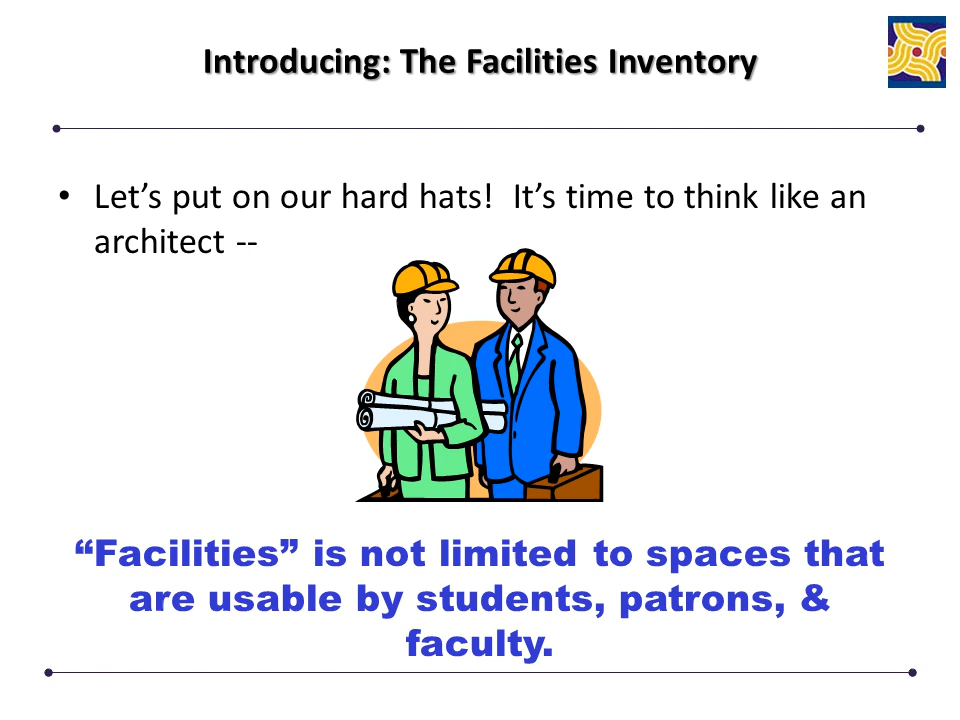 Introducing: The Facilities Inventory
• Let’s put on our hard hats!  It’s time to think like an
architect --
“Facilities” is not limited to spaces that
are usable by students, patrons, &
faculty.